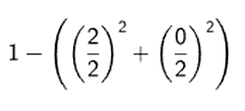 1 − ( (2/2)² + (0/2)² )